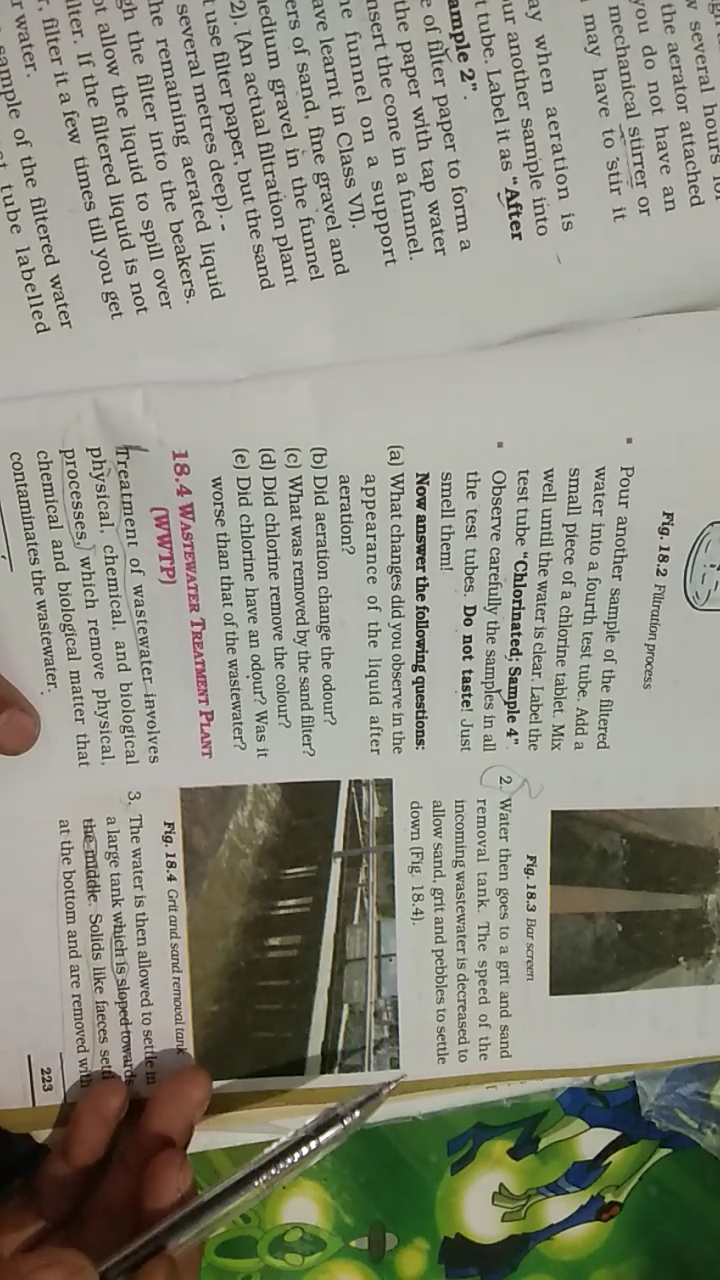 w several hours
the aerator attached
you do not have an
mechanical stirrer or
may have to stir it
ay when aeration is
ur another sample into
t tube. Label it as “After
ample 2”.
e of filter paper to form a
the paper with tap water
nsert the cone in a funnel.
e funnel on a support
ave learnt in Class VI).
ers of sand, fine gravel and
edium gravel in the funnel
2). (An actual filtration plant
t use filter paper, but the sand
several metres deep).
he remaining aerated liquid
gh the filter into the beakers.
ot allow the liquid to spill over
ilter. If the filtered liquid is not
r, filter it a few times till you get
r water.
sample of the filtered water
t tube labelled
Fig. 18.2 Filtration process
▪ Pour another sample of the filtered
water into a fourth test tube. Add a
small piece of a chlorine tablet. Mix
well until the water is clear. Label the
test tube “Chlorinated; Sample 4”.
▪ Observe carefully the samples in all
the test tubes. Do not taste! Just
smell them!
Now answer the following questions:
(a) What changes did you observe in the
appearance of the liquid after
aeration?
(b) Did aeration change the odour?
(c) What was removed by the sand filter?
(d) Did chlorine remove the colour?
(e) Did chlorine have an odour? Was it
worse than that of the wastewater?
18.4 WASTEWATER TREATMENT PLANT
(WWTP)
Treatment of wastewater involves
physical, chemical, and biological
processes, which remove physical,
chemical and biological matter that
contaminates the wastewater.
Fig. 18.3 Bar screen
2. Water then goes to a grit and sand
removal tank. The speed of the
incoming wastewater is decreased to
allow sand, grit and pebbles to settle
down (Fig. 18.4).
Fig. 18.4 Grit and sand removal tank
3. The water is then allowed to settle in
a large tank which is sloped towards
the middle. Solids like faeces settl
at the bottom and are removed with
223